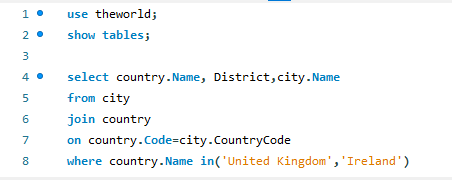 1 use theworld;
2 show tables;
3
4 select country.Name, District,city.Name
5 from city
6 join country
7 on country.Code=city.CountryCode
8 where country.Name in('United Kingdom','Ireland')